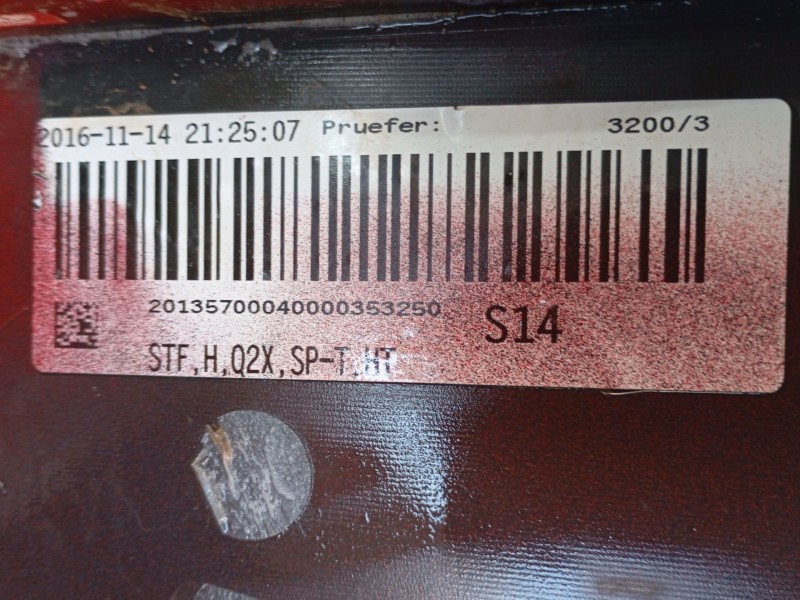 2016-11-14 21:25:07 Pruefer: 3200/3
20135700040000353250
S14
STF,H,Q2X,SP-T,HT